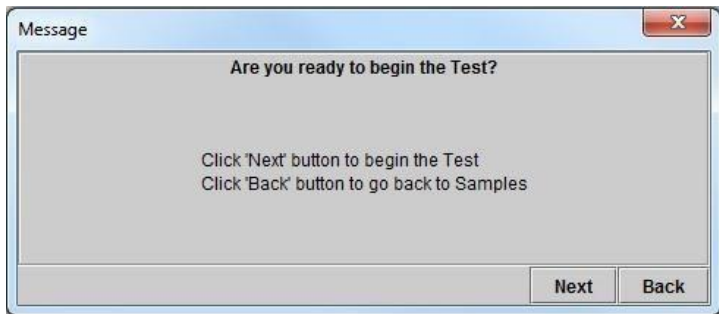 Message
Are you ready to begin the Test?
Click 'Next' button to begin the Test
Click 'Back' button to go back to Samples
Next Back